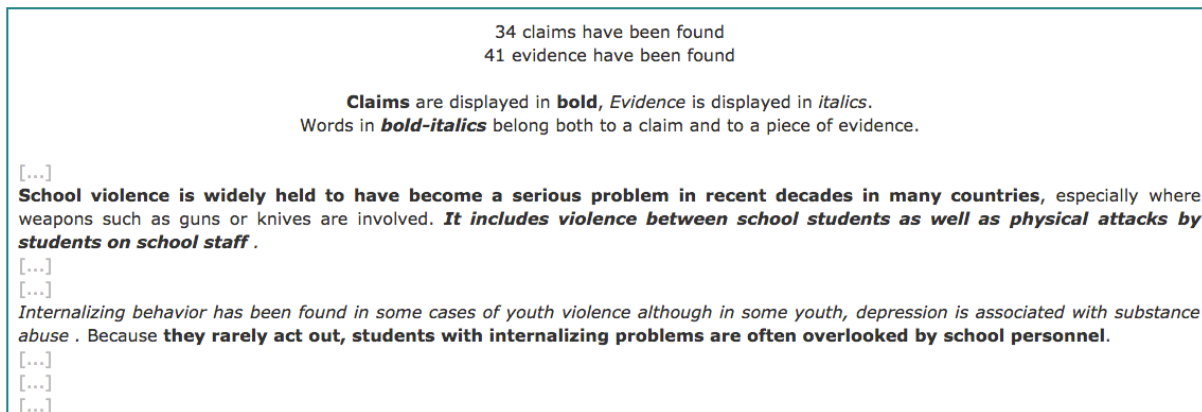 34 claims have been found
41 evidence have been found
Claims are displayed in bold, Evidence is displayed in italics.
Words in bold-italics belong both to a claim and to a piece of evidence.
[...]
School violence is widely held to have become a serious problem in recent decades in many countries, especially where
weapons such as guns or knives are involved. It includes violence between school students as well as physical attacks by
students on school staff .
[...]
[...]
Internalizing behavior has been found in some cases of youth violence although in some youth, depression is associated with substance
abuse . Because they rarely act out, students with internalizing problems are often overlooked by school personnel.
[...]
[...]
[...]